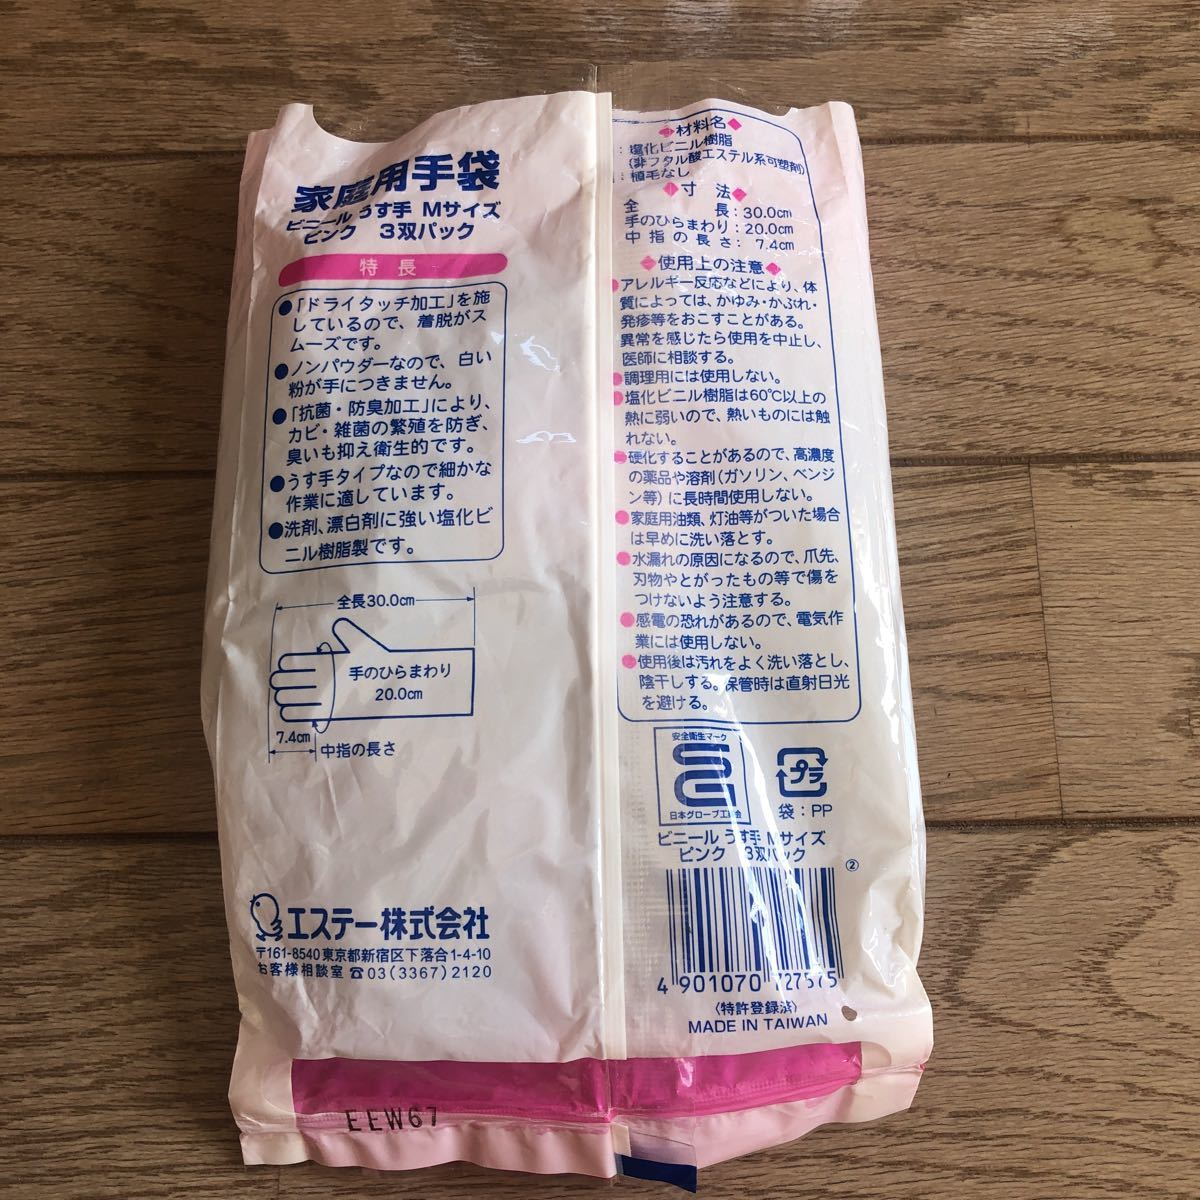 家庭用手袋
ビニール うす手 Mサイズ
ピンク 3双パック
特長
●「ドライタッチ加工」を施
しているので、着脱がス
ムーズです。
●ノンパウダーなので、白い
粉が手につきません。
●「抗菌・防臭加工」により、
カビ・雑菌の繁殖を防ぎ、
臭いも抑え衛生的です。
●うす手タイプなので細かな
作業に適しています。
●洗剤、漂白剤に強い塩化ビ
ニル樹脂製です。
全長30.0cm
手のひらまわり
20.0cm
7.4cm
中指の長さ
エステー株式会社
〒161-8540 東京都新宿区下落合1-4-10
お客様相談室 ☎03(3367)2120
◆材料名◆
:塩化ビニル樹脂
(非フタル酸エステル系可塑剤)
:植毛なし
◆寸 法◆
全長:30.0cm
手のひらまわり:20.0cm
中指の長さ:7.4cm
◆使用上の注意◆
●アレルギー反応などにより、体
質によっては、かゆみ・かぶれ・
発疹等をおこすことがある。
異常を感じたら使用を中止し、
医師に相談する。
●調理用には使用しない。
●塩化ビニル樹脂は60℃以上の
熱に弱いので、熱いものには触
れない。
●硬化することがあるので、高濃度
の薬品や溶剤(ガソリン、ベンジ
ン等)に長時間使用しない。
●家庭用油類、灯油等がついた場合
は早めに洗い落とす。
●水漏れの原因になるので、爪先、
刃物やとがったもの等で傷を
つけないよう注意する。
●感電の恐れがあるので、電気作
業には使用しない。
●使用後は汚れをよく洗い落とし、
陰干しする。保管時は直射日光
を避ける。
安全衛生マーク
日本グローブ工業会
プラ
袋:PP
ビニール うす手 Mサイズ
ピンク 3双パック
②
4 901070 727575
〈特許登録済〉
MADE IN TAIWAN
EEW67